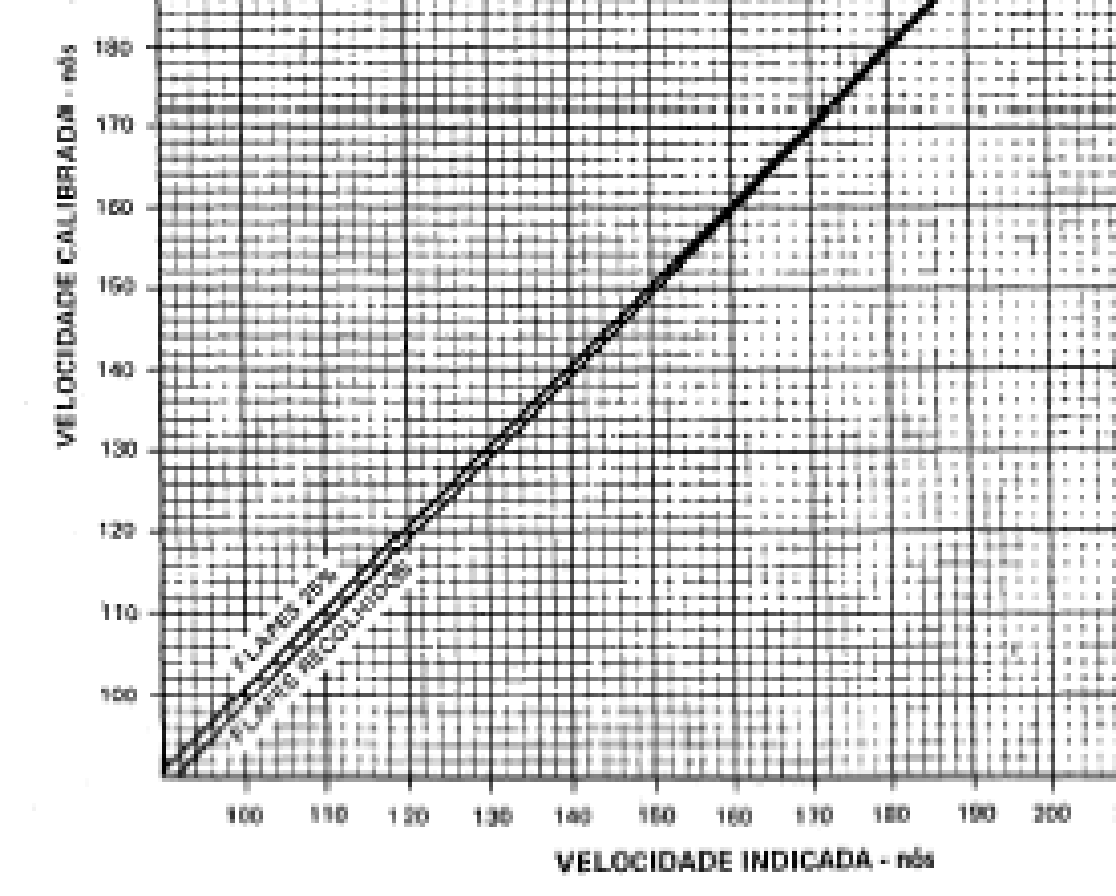 VELOCIDADE CALIBRADA - nós
180
170
160
150
140
130
120
110
100
FLAPES 25%
FLAPES RECOLHIDOS
100 110 120 130 140 150 160 170 180 190 200
VELOCIDADE INDICADA - nós